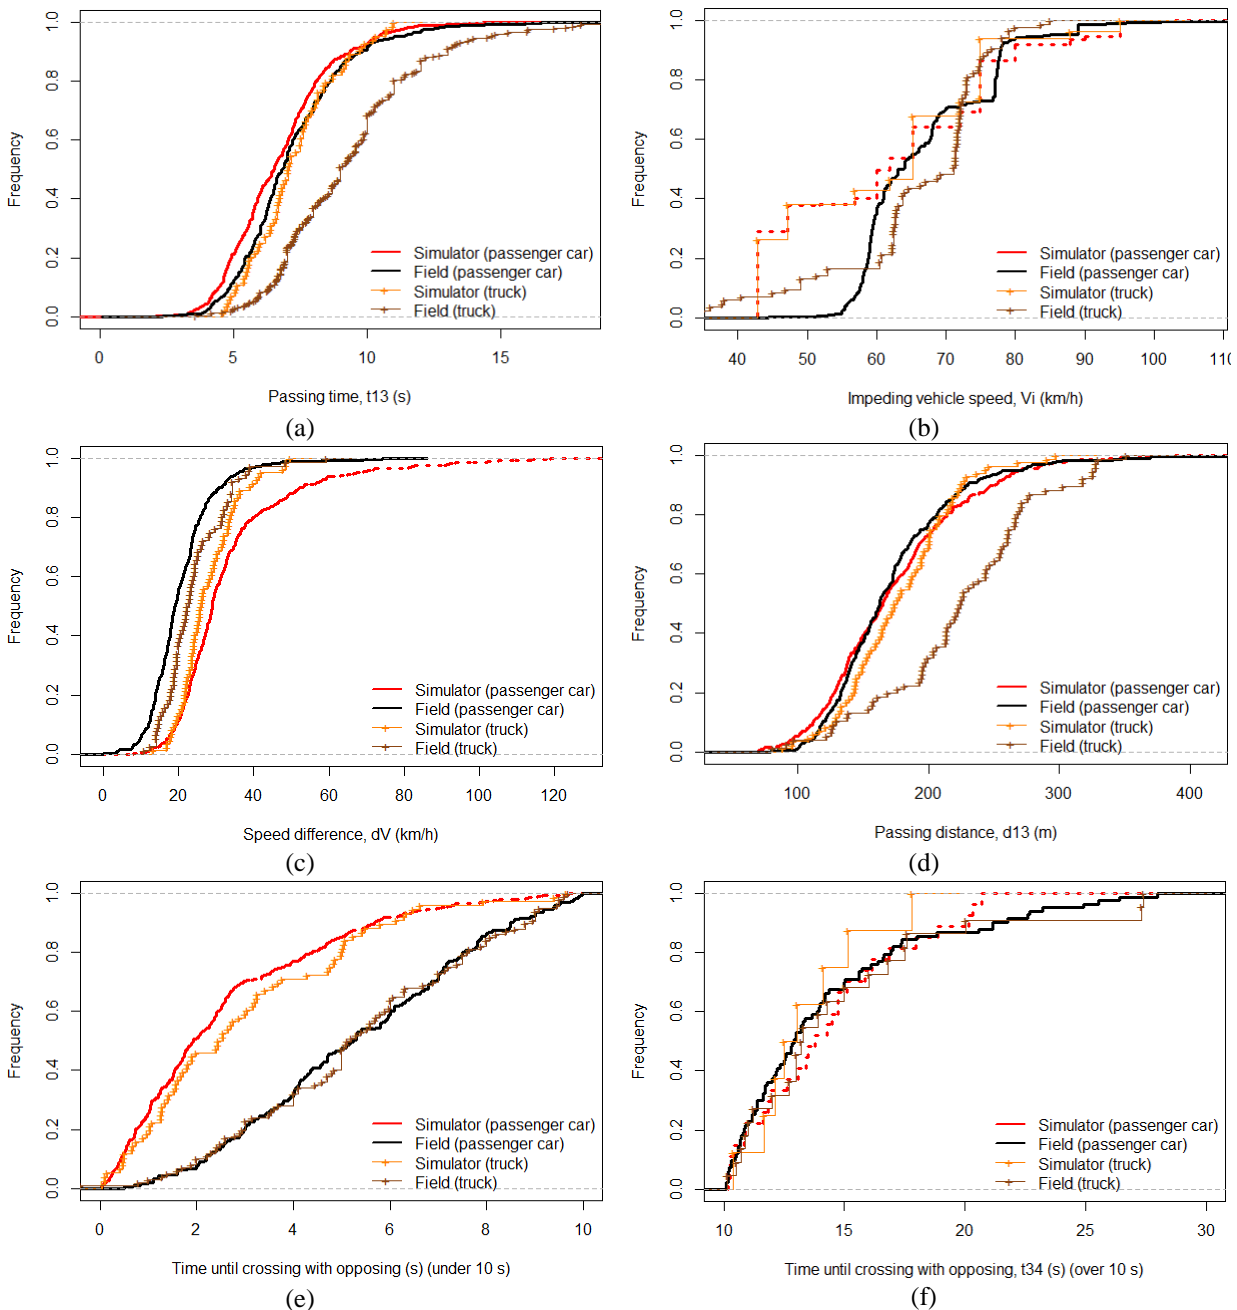 Frequency
0.0 0.2 0.4 0.6 0.8 1.0
Simulator (passenger car)
Field (passenger car)
Simulator (truck)
Field (truck)
0 5 10 15
Passing time, t13 (s)
(a)
Frequency
0.0 0.2 0.4 0.6 0.8 1.0
Simulator (passenger car)
Field (passenger car)
Simulator (truck)
Field (truck)
40 50 60 70 80 90 100 110
Impeding vehicle speed, Vi (km/h)
(b)
Frequency
0.0 0.2 0.4 0.6 0.8 1.0
Simulator (passenger car)
Field (passenger car)
Simulator (truck)
Field (truck)
0 20 40 60 80 100 120
Speed difference, dV (km/h)
(c)
Frequency
0.0 0.2 0.4 0.6 0.8 1.0
Simulator (passenger car)
Field (passenger car)
Simulator (truck)
Field (truck)
100 200 300 400
Passing distance, d13 (m)
(d)
Frequency
0.0 0.2 0.4 0.6 0.8 1.0
Simulator (passenger car)
Field (passenger car)
Simulator (truck)
Field (truck)
0 2 4 6 8 10
Time until crossing with opposing (s) (under 10 s)
(e)
Frequency
0.0 0.2 0.4 0.6 0.8 1.0
Simulator (passenger car)
Field (passenger car)
Simulator (truck)
Field (truck)
10 15 20 25 30
Time until crossing with opposing, t34 (s) (over 10 s)
(f)